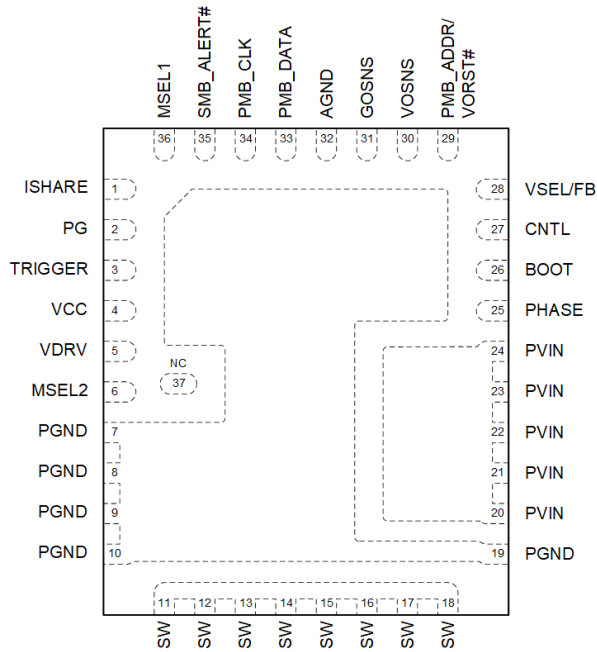 MSEL1
SMB_ALERT#
PMB_CLK
PMB_DATA
AGND
GOSNS
VOSNS
PMB_ADDR/
VORST#
36
35
34
33
32
31
30
29
ISHARE 1
28 VSEL/FB
PG 2
27 CNTL
TRIGGER 3
26 BOOT
VCC 4
25 PHASE
VDRV 5
24 PVIN
NC
37
MSEL2 6
23 PVIN
PGND 7
22 PVIN
PGND 8
21 PVIN
PGND 9
20 PVIN
PGND 10
19 PGND
11
12
13
14
15
16
17
18
SW
SW
SW
SW
SW
SW
SW
SW